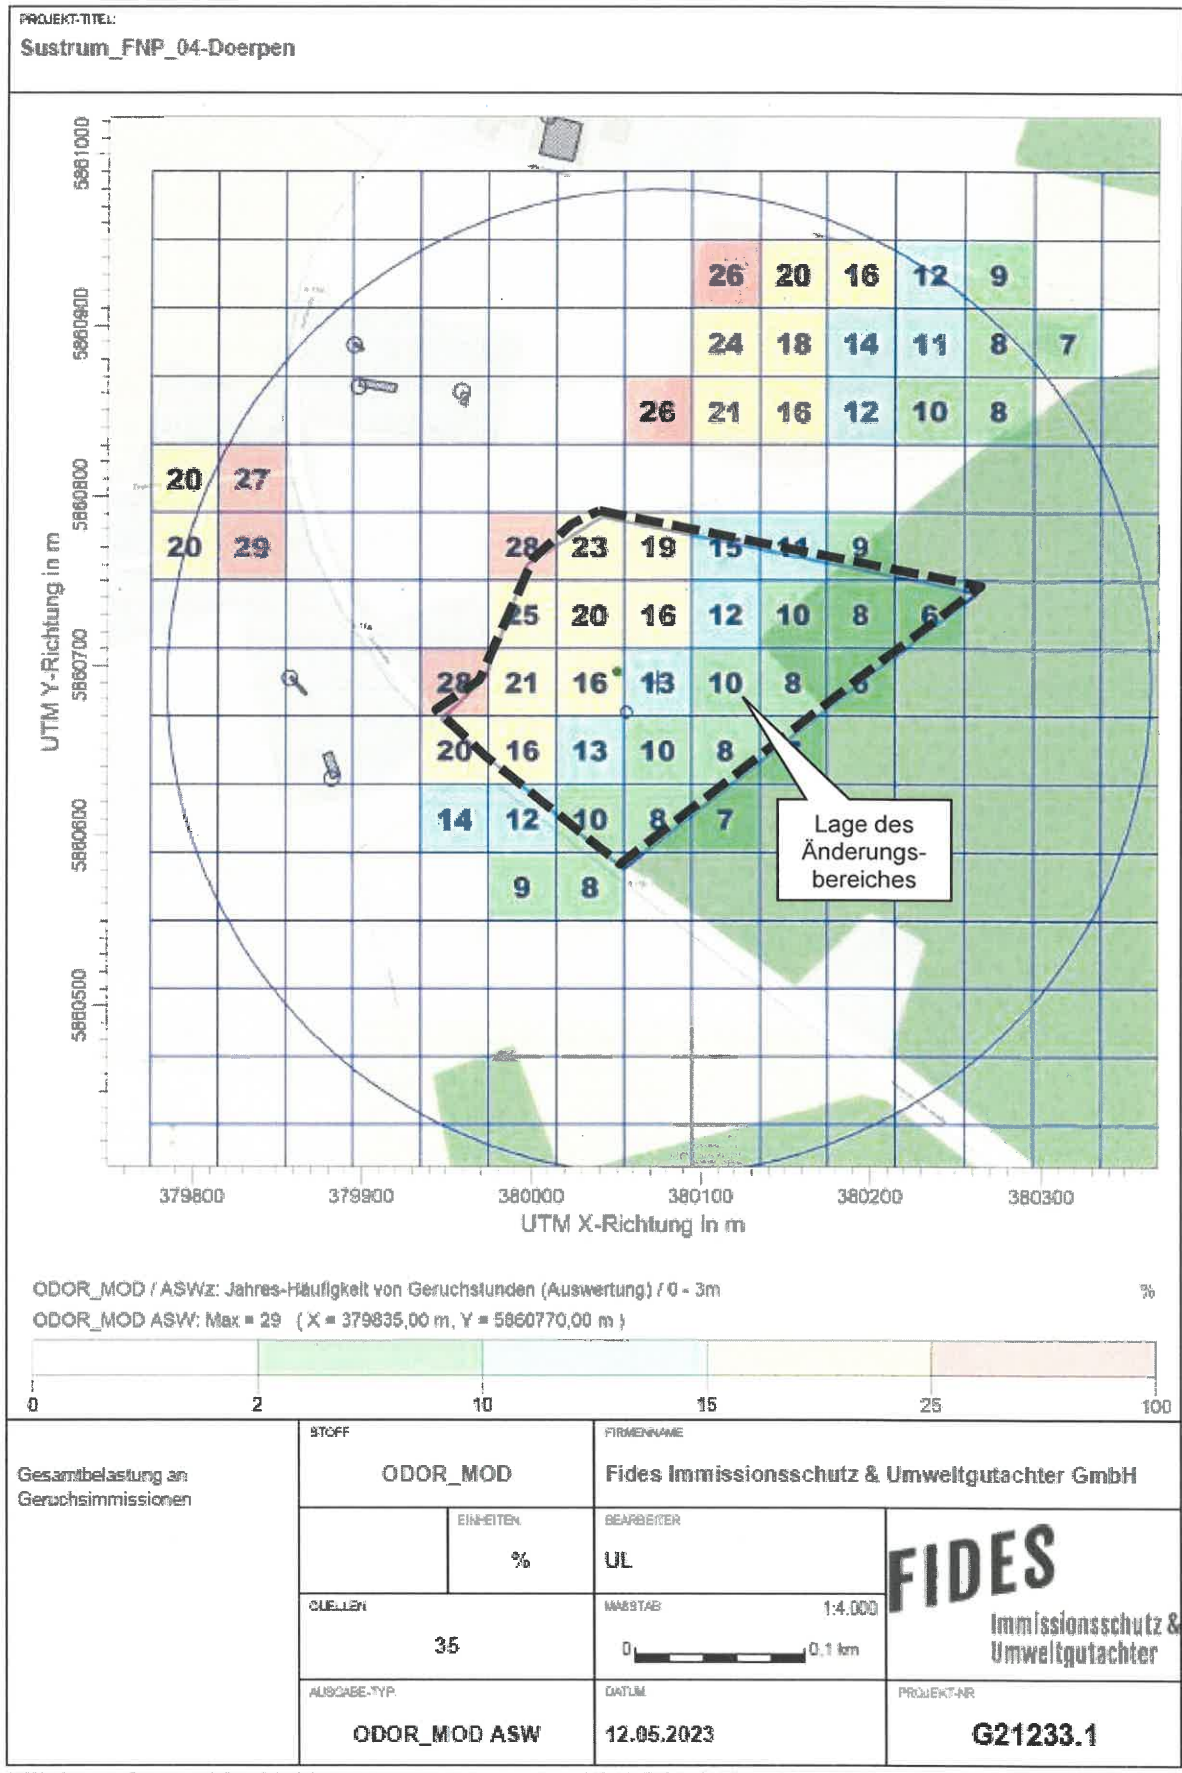 PROJEKT-TITEL:
Sustrum_FNP_04-Doerpen
UTM Y-Richtung in m
5861000
5860900
5860800
5860700
5860600
5860500
26 20 16 12 9
24 18 14 11 8 7
26 21 16 12 10 8
20 27
20 29 28 23 19 15 11 9
25 20 16 12 10 8 6
28 21 16 13 10 8 6
20 16 13 10 8
14 12 10 8 7
9 8
Lage des
Änderungs-
bereiches
379800 379900 380000 380100 380200 380300
UTM X-Richtung in m
ODOR_MOD / ASWz: Jahres-Häufigkeit von Geruchstunden (Auswertung) / 0 - 3m %
ODOR_MOD ASW: Max = 29 ( X = 379835,00 m, Y = 5860770,00 m )
0 2 10 15 25 100
Gesamtbelastung an
Geruchsimmissionen
STOFF
ODOR_MOD
FIRMENNAME
Fides Immissionsschutz & Umweltgutachter GmbH
EINHEITEN
%
BEARBEITER
UL
FIDES
Immissionsschutz &
Umweltgutachter
QUELLEN
35
MAßSTAB 1:4.000
0 0,1 km
AUSGABE-TYP
ODOR_MOD ASW
DATUM
12.05.2023
PROJEKT-NR
G21233.1